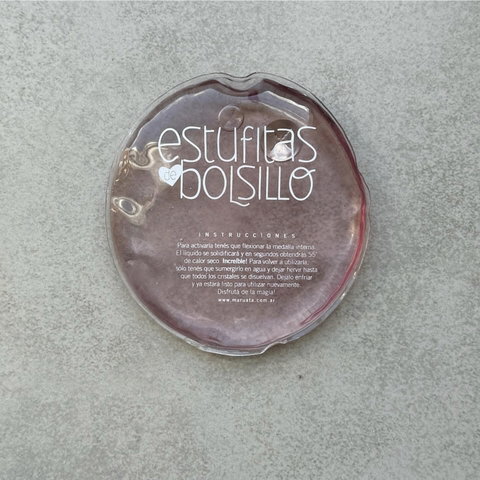 estufitas
de BOLSILLO
INSTRUCCIONES
Para activarla tenés que flexionar la medalla interna.
El líquido se solidificará y en segundos obtendrás 55°
de calor seco. Increíble! Para volver a utilizarla,
sólo tenés que sumergirlo en agua y dejar hervir hasta
que todos los cristales se disuelvan. Dejalo enfriar
y ya estará listo para utilizar nuevamente.
Disfrutá de la magia!
www.maruata.com.ar